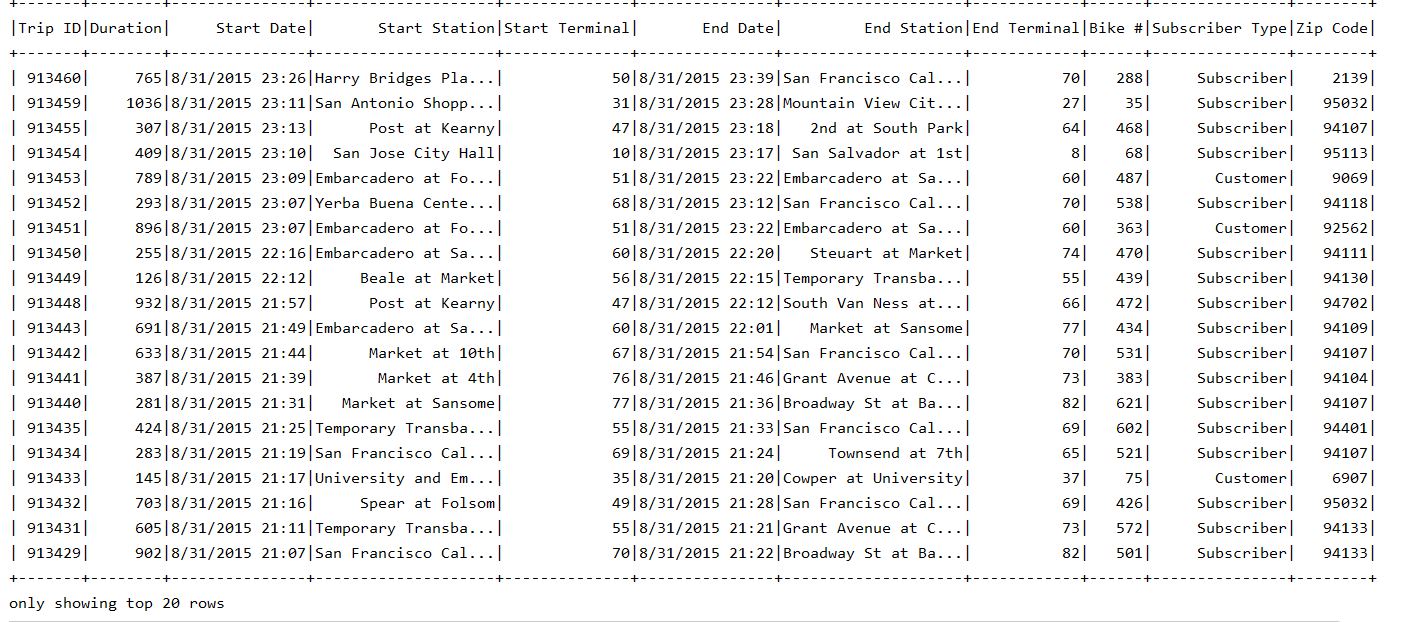 +-------+--------+---------------+--------------------+--------------+---------------+--------------------+------------+------+---------------+--------+
|Trip ID|Duration|     Start Date|       Start Station|Start Terminal|       End Date|         End Station|End Terminal|Bike #|Subscriber Type|Zip Code|
+-------+--------+---------------+--------------------+--------------+---------------+--------------------+------------+------+---------------+--------+
| 913460|     765|8/31/2015 23:26|Harry Bridges Pla...|            50|8/31/2015 23:39|San Francisco Cal...|          70|   288|     Subscriber|    2139|
| 913459|    1036|8/31/2015 23:11|San Antonio Shopp...|            31|8/31/2015 23:28|Mountain View Cit...|          27|    35|     Subscriber|   95032|
| 913455|     307|8/31/2015 23:13|      Post at Kearny|            47|8/31/2015 23:18|   2nd at South Park|          64|   468|     Subscriber|   94107|
| 913454|     409|8/31/2015 23:10|  San Jose City Hall|            10|8/31/2015 23:17| San Salvador at 1st|           8|    68|     Subscriber|   95113|
| 913453|     789|8/31/2015 23:09|Embarcadero at Fo...|            51|8/31/2015 23:22|Embarcadero at Sa...|          60|   487|       Customer|    9069|
| 913452|     293|8/31/2015 23:07|Yerba Buena Cente...|            68|8/31/2015 23:12|San Francisco Cal...|          70|   538|     Subscriber|   94118|
| 913451|     896|8/31/2015 23:07|Embarcadero at Fo...|            51|8/31/2015 23:22|Embarcadero at Sa...|          60|   363|       Customer|   92562|
| 913450|     255|8/31/2015 22:16|Embarcadero at Sa...|            60|8/31/2015 22:20|   Steuart at Market|          74|   470|     Subscriber|   94111|
| 913449|     126|8/31/2015 22:12|     Beale at Market|            56|8/31/2015 22:15|Temporary Transba...|          55|   439|     Subscriber|   94130|
| 913448|     932|8/31/2015 21:57|      Post at Kearny|            47|8/31/2015 22:12|South Van Ness at...|          66|   472|     Subscriber|   94702|
| 913443|     691|8/31/2015 21:49|Embarcadero at Sa...|            60|8/31/2015 22:01|   Market at Sansome|          77|   434|     Subscriber|   94109|
| 913442|     633|8/31/2015 21:44|      Market at 10th|            67|8/31/2015 21:54|San Francisco Cal...|          70|   531|     Subscriber|   94107|
| 913441|     387|8/31/2015 21:39|       Market at 4th|            76|8/31/2015 21:46|Grant Avenue at C...|          73|   383|     Subscriber|   94104|
| 913440|     281|8/31/2015 21:31|   Market at Sansome|            77|8/31/2015 21:36|Broadway St at Ba...|          82|   621|     Subscriber|   94107|
| 913435|     424|8/31/2015 21:25|Temporary Transba...|            55|8/31/2015 21:33|San Francisco Cal...|          69|   602|     Subscriber|   94401|
| 913434|     283|8/31/2015 21:19|San Francisco Cal...|            69|8/31/2015 21:24|     Townsend at 7th|          65|   521|     Subscriber|   94107|
| 913433|     145|8/31/2015 21:17|University and Em...|            35|8/31/2015 21:20|Cowper at University|          37|    75|       Customer|    6907|
| 913432|     703|8/31/2015 21:16|     Spear at Folsom|            49|8/31/2015 21:28|San Francisco Cal...|          69|   426|     Subscriber|   95032|
| 913431|     605|8/31/2015 21:11|Temporary Transba...|            55|8/31/2015 21:21|Grant Avenue at C...|          73|   572|     Subscriber|   94133|
| 913429|     902|8/31/2015 21:07|San Francisco Cal...|            70|8/31/2015 21:22|Broadway St at Ba...|          82|   501|     Subscriber|   94133|
+-------+--------+---------------+--------------------+--------------+---------------+--------------------+------------+------+---------------+--------+
only showing top 20 rows